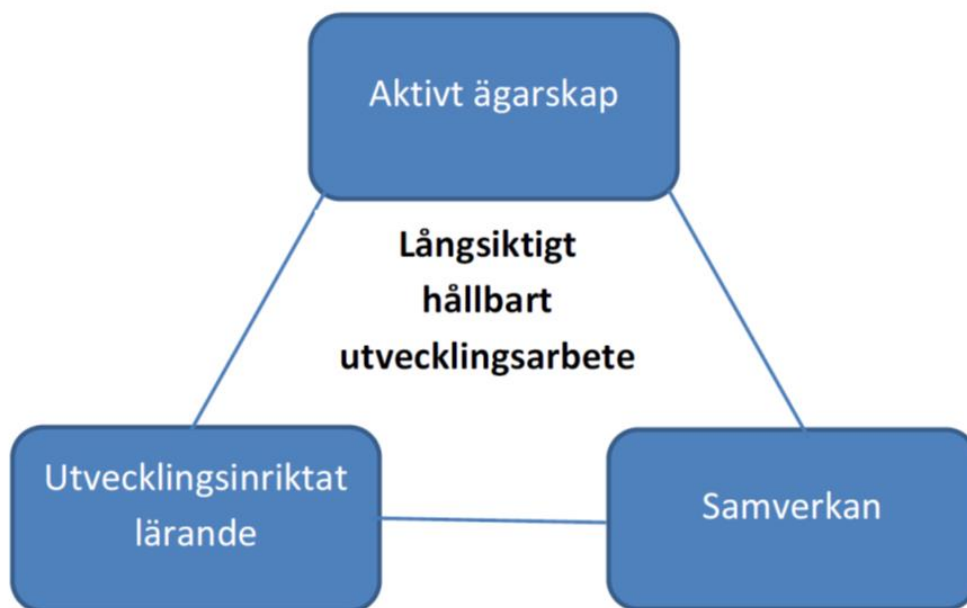 Aktivt ägarskap
Långsiktigt
hållbart
utvecklingsarbete
Utvecklingsinriktat
lärande
Samverkan